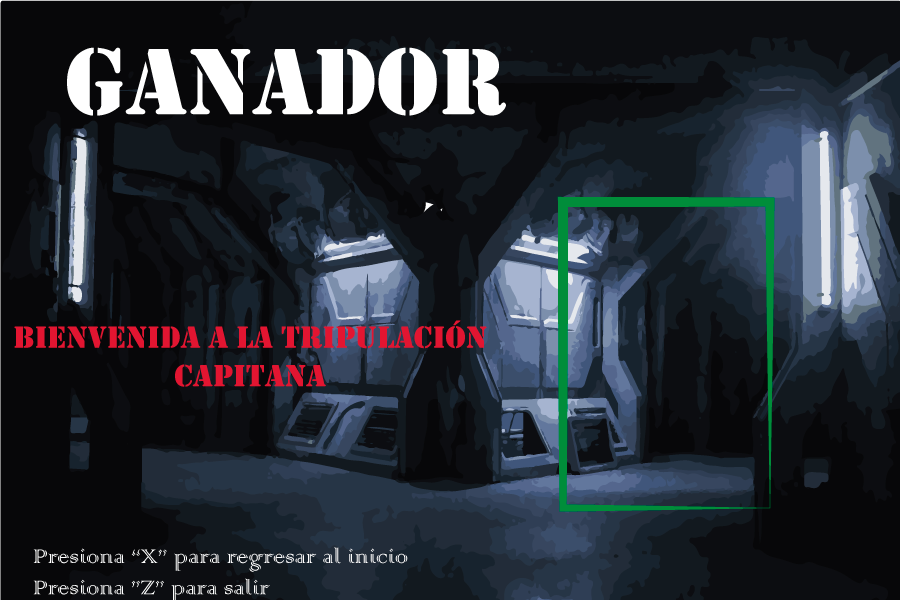 GANADOR
BIENVENIDA A LA TRIPULACIÓN
CAPITANA
Presiona “X” para regresar al inicio
Presiona ”Z” para salir